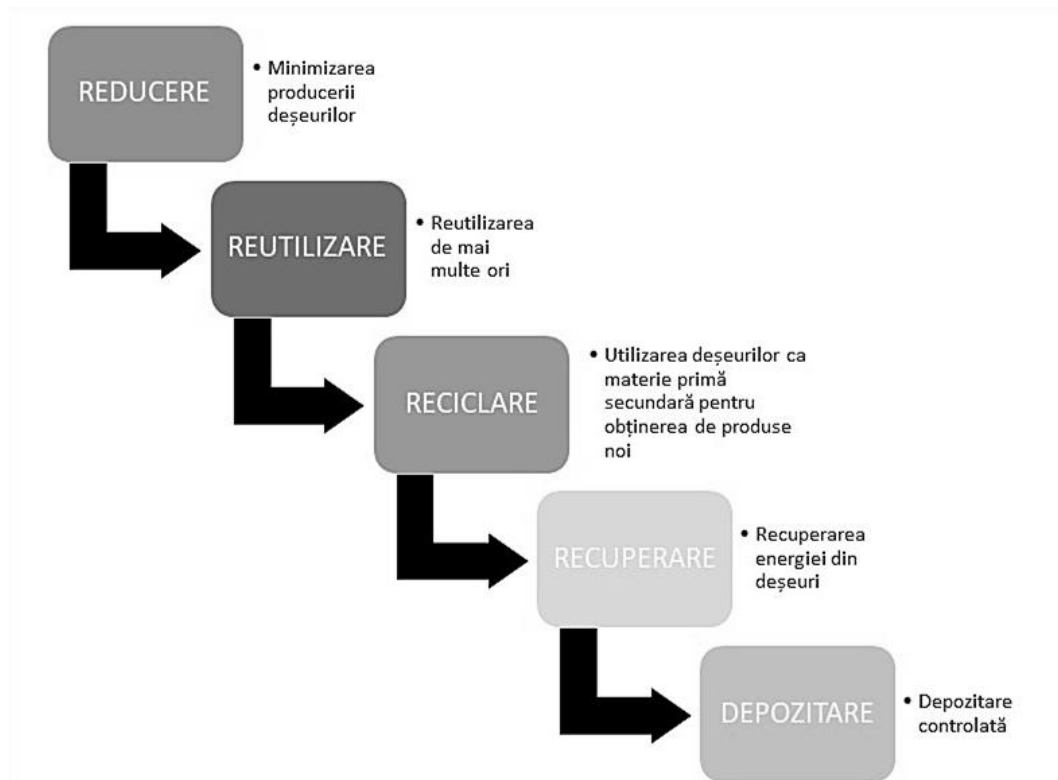 REDUCERE
• Minimizarea
producerii
deșeurilor
REUTILIZARE
• Reutilizarea
de mai
multe ori
RECICLARE
• Utilizarea deșeurilor ca
materie primă
secundară pentru
obținerea de produse
noi
RECUPERARE
• Recuperarea
energiei din
deșeuri
DEPOZITARE
• Depozitare
controlată